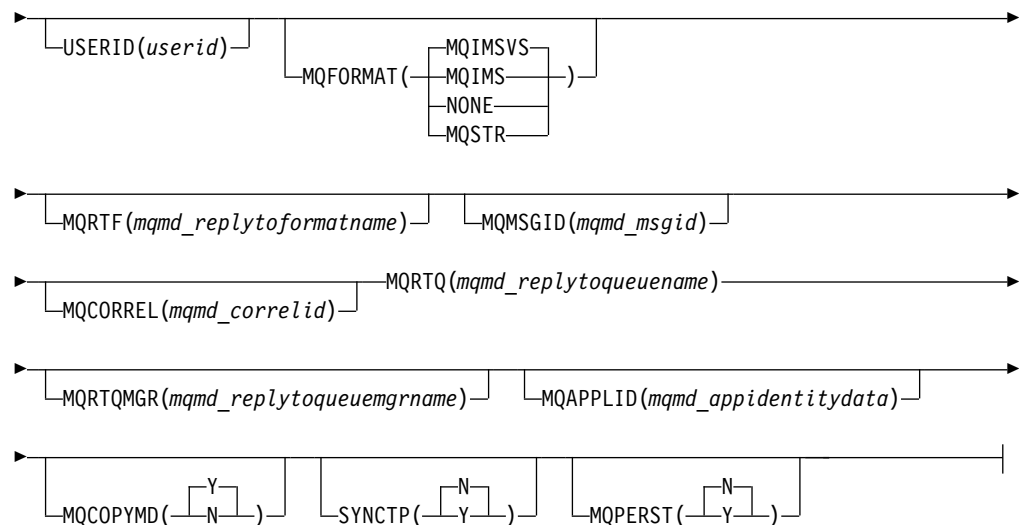 USERID(userid)
MQFORMAT( MQIMSVS )
MQIMS
NONE
MQSTR
MQRTF(mqmd_replytoformatname) MQMSGID(mqmd_msgid)
MQCORREL(mqmd_correlid) MQRTQ(mqmd_replytoqueuename)
MQRTQMGR(mqmd_replytoqueuemgrname) MQAPPLID(mqmd_appidentitydata)
Y N N
MQCOPYMD( N ) SYNCTP( Y ) MQPERST( Y )